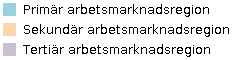 Primär arbetsmarknadsregion
Sekundär arbetsmarknadsregion
Tertiär arbetsmarknadsregion